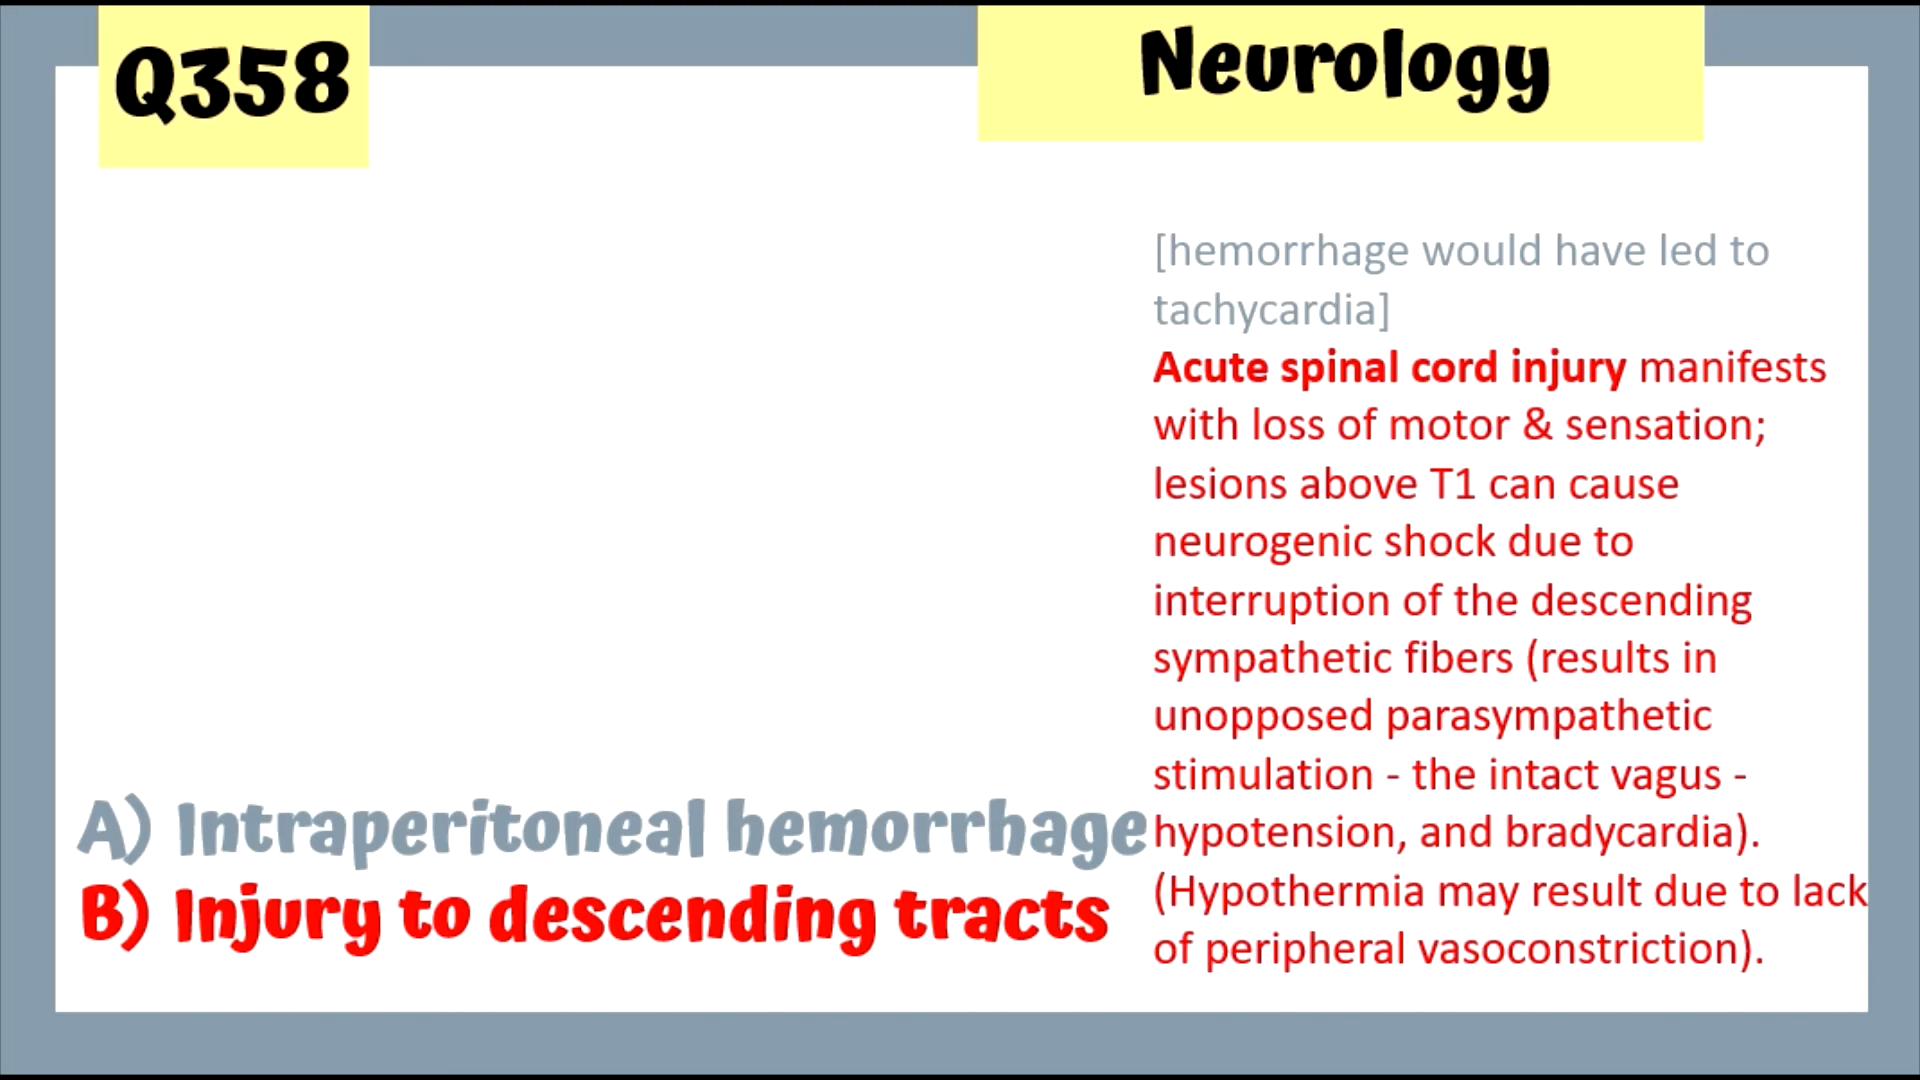 Q358
Neurology
[hemorrhage would have led to
tachycardia]
Acute spinal cord injury manifests
with loss of motor & sensation;
lesions above T1 can cause
neurogenic shock due to
interruption of the descending
sympathetic fibers (results in
unopposed parasympathetic
stimulation - the intact vagus -
hypotension, and bradycardia).
(Hypothermia may result due to lack
of peripheral vasoconstriction).
A) Intraperitoneal hemorrhage
B) Injury to descending tracts